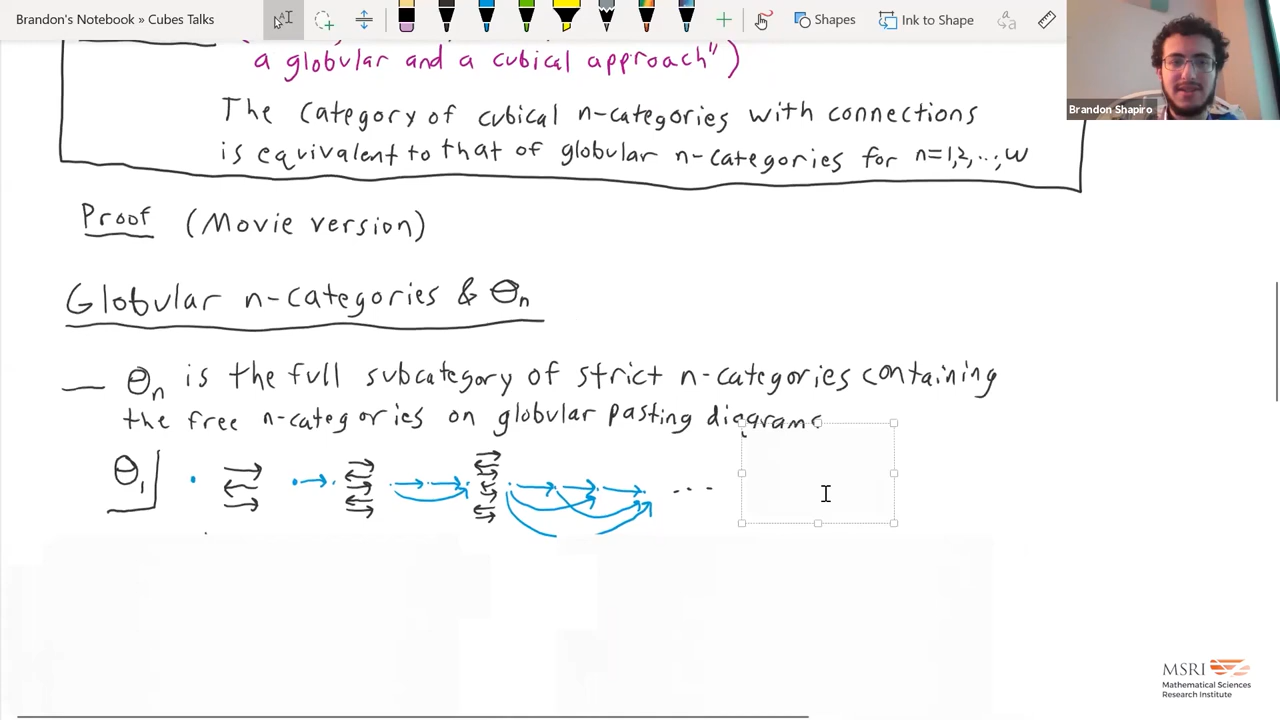 Brandon's Notebook » Cubes Talks
Shapes
Ink to Shape
Brandon Shapiro
a globular and a cubical approach")
The category of cubical n-categories with connections
is equivalent to that of globular n-categories for n=1,2,...,ω
Proof (Movie version)
Globular n-categories & Θn
— Θn is the full subcategory of strict n-categories containing
the free n-categories on globular pasting diagrams
Θ1
...
MSRI
Mathematical Sciences
Research Institute